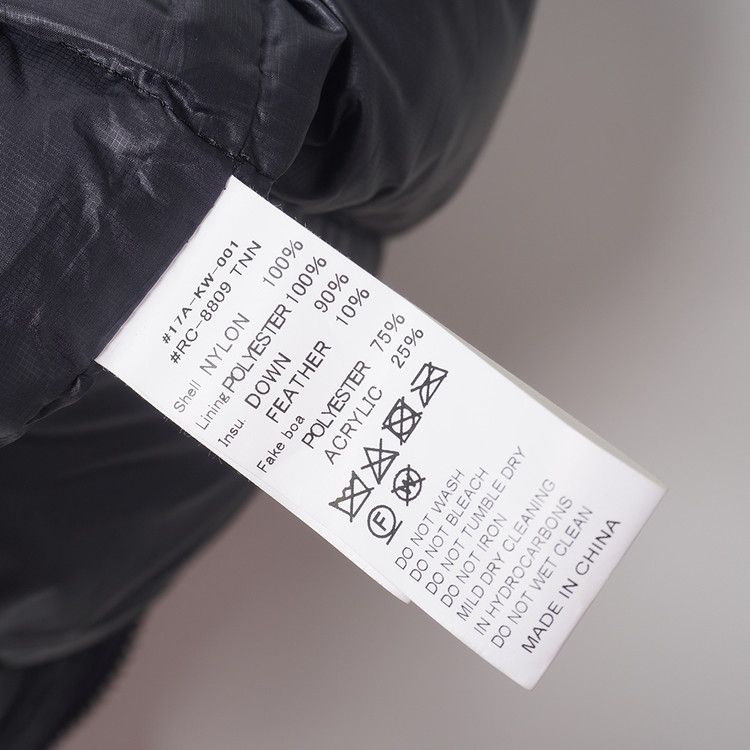 #17A-KW-001
#RC-8809 TNN
Shell NYLON 100%
Lining POLYESTER 100%
Insu. DOWN 90%
FEATHER 10%
Fake boa
POLYESTER 75%
ACRYLIC 25%
F W
DO NOT WASH
DO NOT BLEACH
DO NOT TUMBLE DRY
DO NOT IRON
MILD DRY CLEANING
IN HYDROCARBONS
DO NOT WET CLEAN
MADE IN CHINA